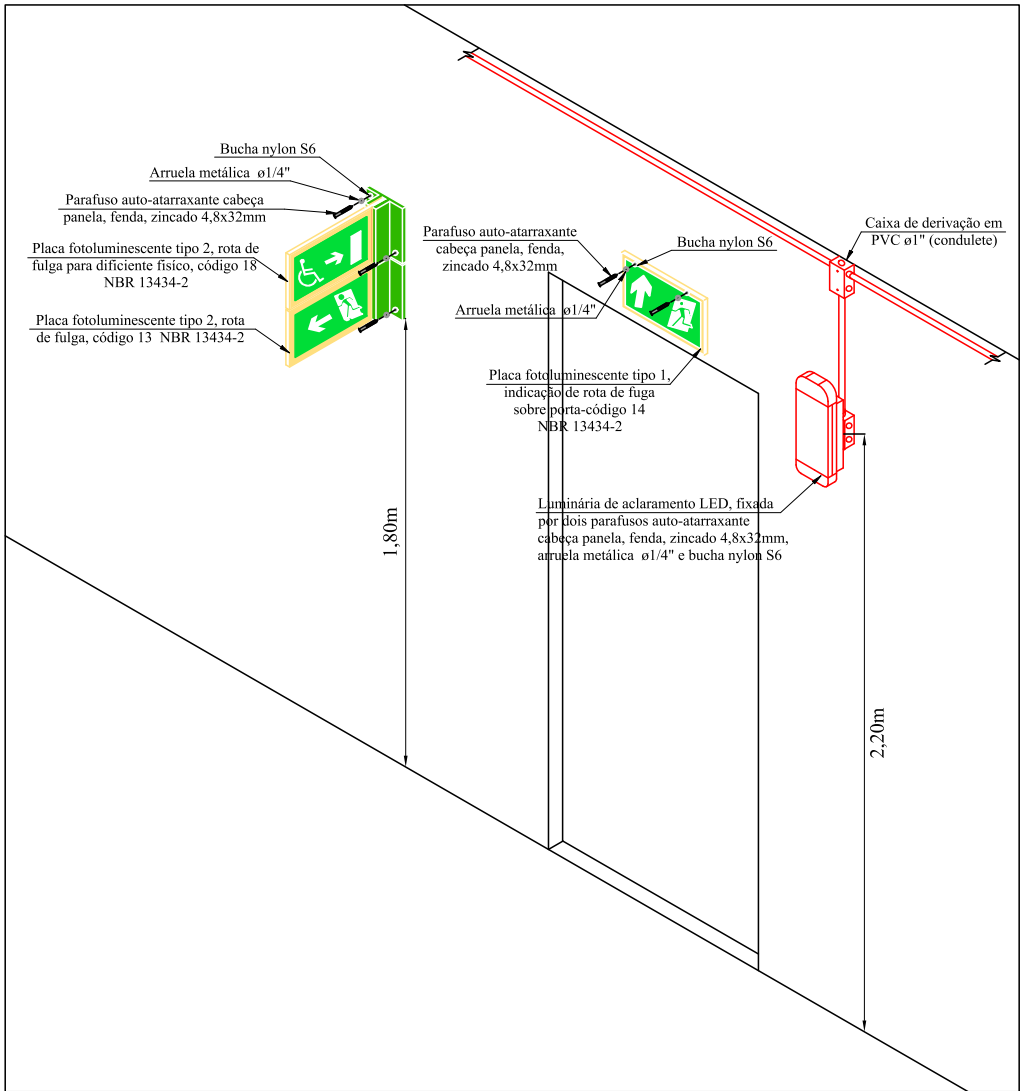 Bucha nylon S6
Arruela metálica ø1/4"
Parafuso auto-atarraxante cabeça
panela, fenda, zincado 4,8x32mm
Placa fotoluminescente tipo 2, rota de
fulga para dificiente fisíco, código 18
NBR 13434-2
Placa fotoluminescente tipo 2, rota
de fulga, código 13 NBR 13434-2
1,80m
Parafuso auto-atarraxante
cabeça panela, fenda,
zincado 4,8x32mm
Bucha nylon S6
Arruela metálica ø1/4"
Placa fotoluminescente tipo 1,
indicação de rota de fuga
sobre porta-código 14
NBR 13434-2
Caixa de derivação em
PVC ø1" (condulete)
Luminária de aclaramento LED, fixada
por dois parafusos auto-atarraxante
cabeça panela, fenda, zincado 4,8x32mm,
arruela metálica ø1/4" e bucha nylon S6
2,20m